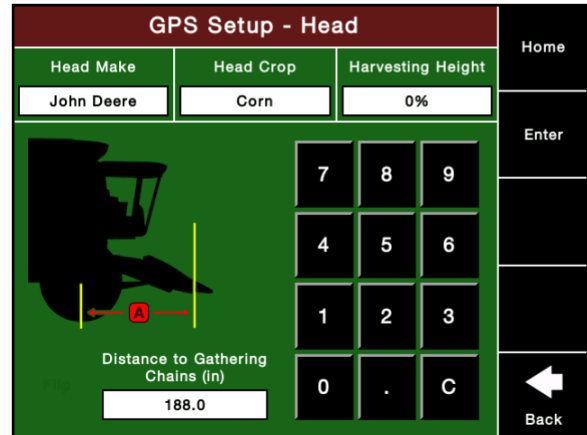 GPS Setup - Head
Home
Head Make
Head Crop
Harvesting Height
John Deere
Corn
0%
Enter
7
8
9
4
5
6
A
1
2
3
Distance to Gathering
Chains (in)
188.0
0
.
C
Back